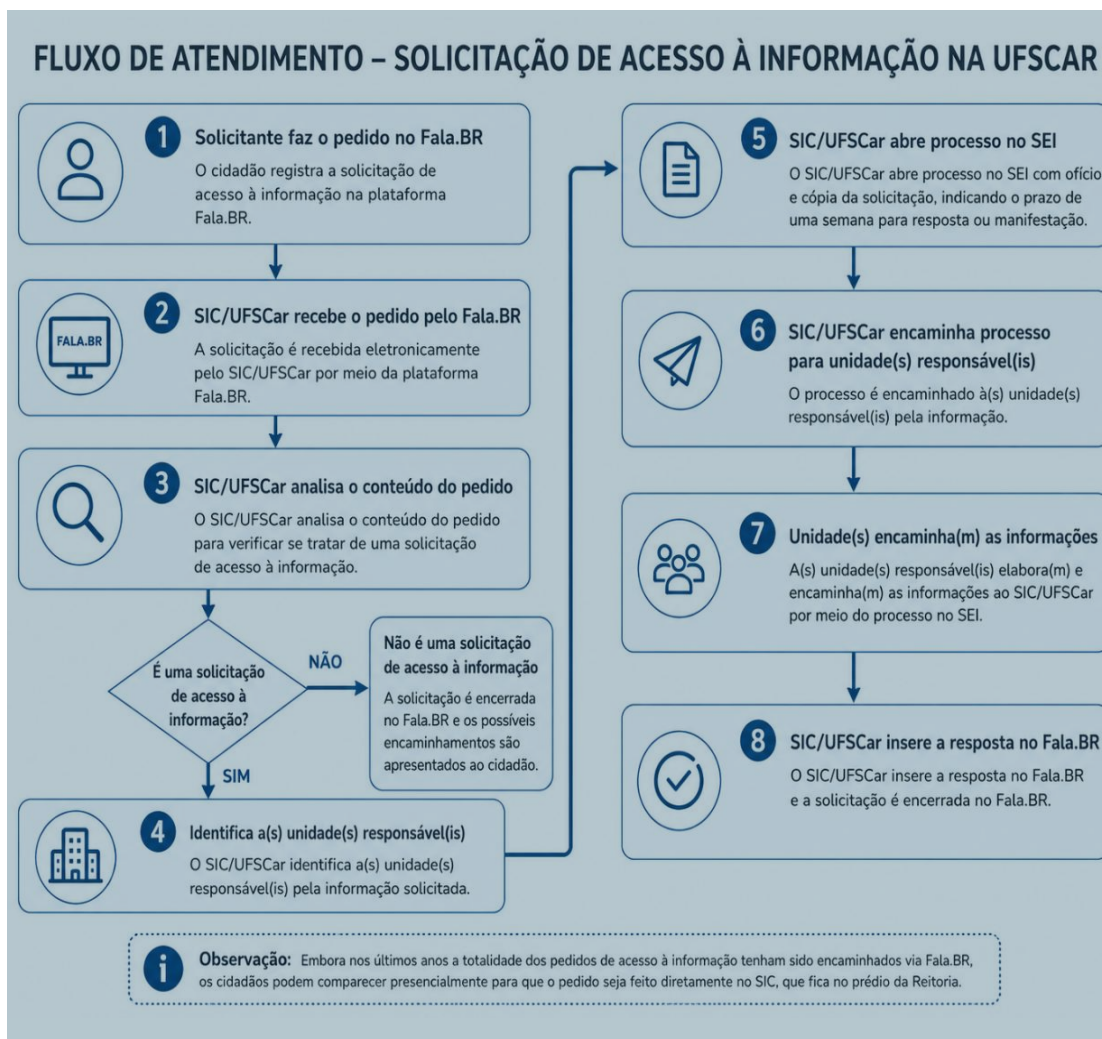 FLUXO DE ATENDIMENTO – SOLICITAÇÃO DE ACESSO À INFORMAÇÃO NA UFSCAR
1
Solicitante faz o pedido no Fala.BR
O cidadão registra a solicitação de
acesso à informação na plataforma
Fala.BR.
FALA.BR
2
SIC/UFSCar recebe o pedido pelo Fala.BR
A solicitação é recebida eletronicamente
pelo SIC/UFSCar por meio da plataforma
Fala.BR.
3
SIC/UFSCar analisa o conteúdo do pedido
O SIC/UFSCar analisa o conteúdo do pedido
para verificar se tratar de uma solicitação
de acesso à informação.
É uma solicitação
de acesso à
informação?
NÃO
Não é uma solicitação
de acesso à informação
A solicitação é encerrada
no Fala.BR e os possíveis
encaminhamentos são
apresentados ao cidadão.
SIM
4
Identifica a(s) unidade(s) responsável(is)
O SIC/UFSCar identifica a(s) unidade(s)
responsável(is) pela informação solicitada.
5
SIC/UFSCar abre processo no SEI
O SIC/UFSCar abre processo no SEI com ofício
e cópia da solicitação, indicando o prazo de
uma semana para resposta ou manifestação.
6
SIC/UFSCar encaminha processo
para unidade(s) responsável(is)
O processo é encaminhado à(s) unidade(s)
responsável(is) pela informação.
7
Unidade(s) encaminha(m) as informações
A(s) unidade(s) responsável(is) elabora(m) e
encaminha(m) as informações ao SIC/UFSCar
por meio do processo no SEI.
8
SIC/UFSCar insere a resposta no Fala.BR
O SIC/UFSCar insere a resposta no Fala.BR
e a solicitação é encerrada no Fala.BR.
i
Observação: Embora nos últimos anos a totalidade dos pedidos de acesso à informação tenham sido encaminhados via Fala.BR,
os cidadãos podem comparecer presencialmente para que o pedido seja feito diretamente no SIC, que fica no prédio da Reitoria.